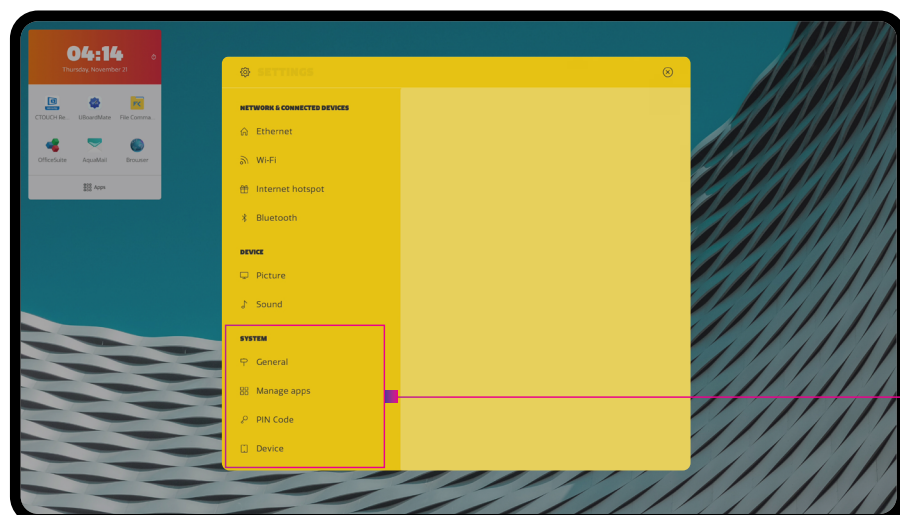 04:14
Thursday, November 21
CTOUCH Re...
UBoardMate
File Comma...
OfficeSuite
AquaMail
Browser
Apps
SETTINGS
NETWORK & CONNECTED DEVICES
Ethernet
Wi-Fi
Internet hotspot
Bluetooth
DEVICE
Picture
Sound
SYSTEM
General
Manage apps
PIN Code
Device